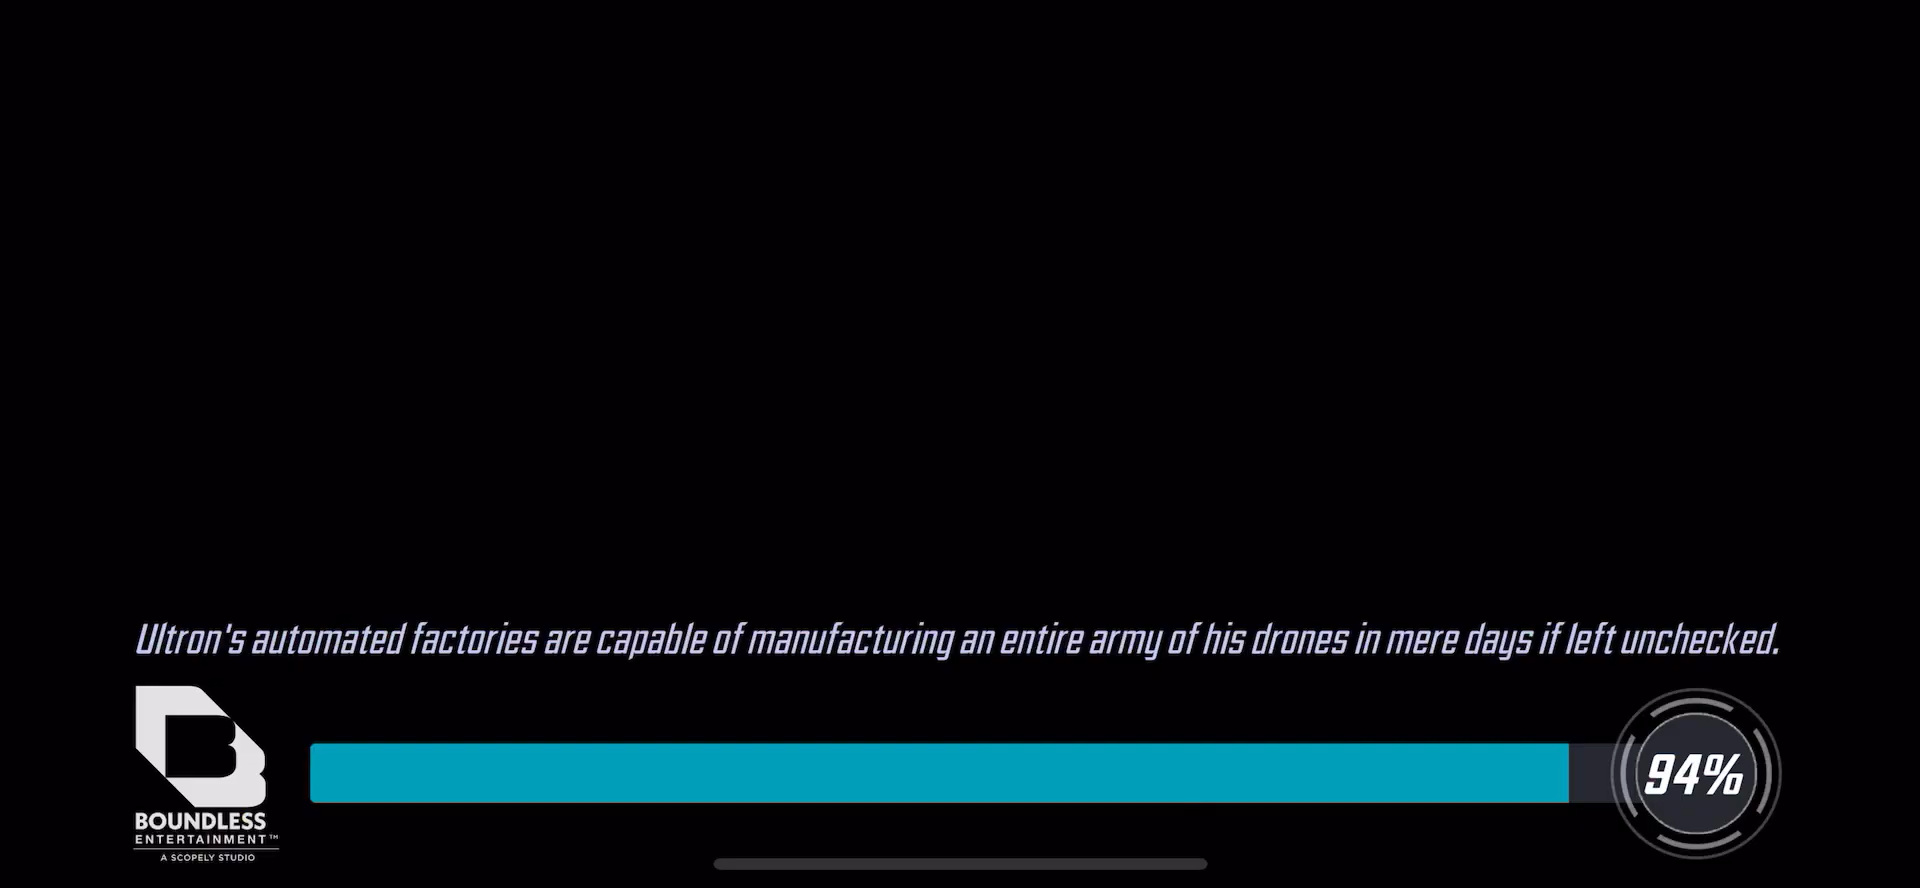 Ultron's automated factories are capable of manufacturing an entire army of his drones in mere days if left unchecked.
94%
BOUNDLESS
ENTERTAINMENT™
A SCOPELY STUDIO